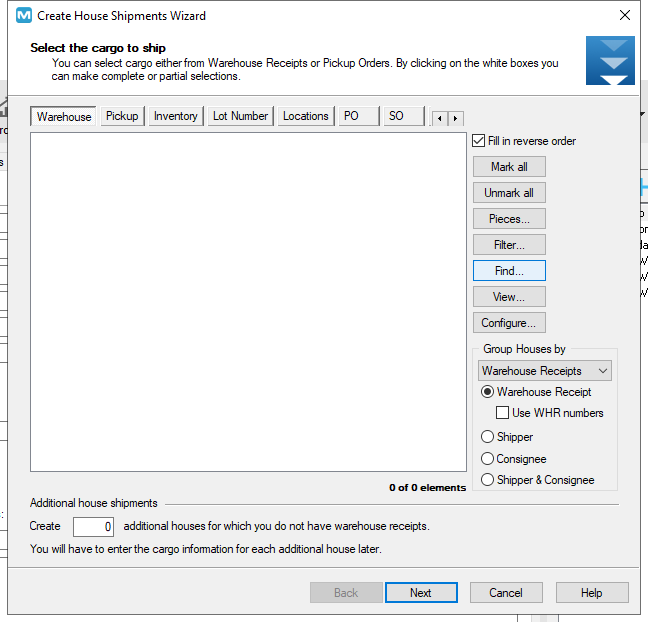 Create House Shipments Wizard
Select the cargo to ship
You can select cargo either from Warehouse Receipts or Pickup Orders. By clicking on the white boxes you
can make complete or partial selections.
Warehouse Pickup Inventory Lot Number Locations PO SO
Fill in reverse order
Mark all
Unmark all
Pieces...
Filter...
Find...
View...
Configure...
Group Houses by
Warehouse Receipts
Warehouse Receipt
Use WHR numbers
Shipper
Consignee
Shipper & Consignee
0 of 0 elements
Additional house shipments
Create 0 additional houses for which you do not have warehouse receipts.
You will have to enter the cargo information for each additional house later.
Back Next Cancel Help